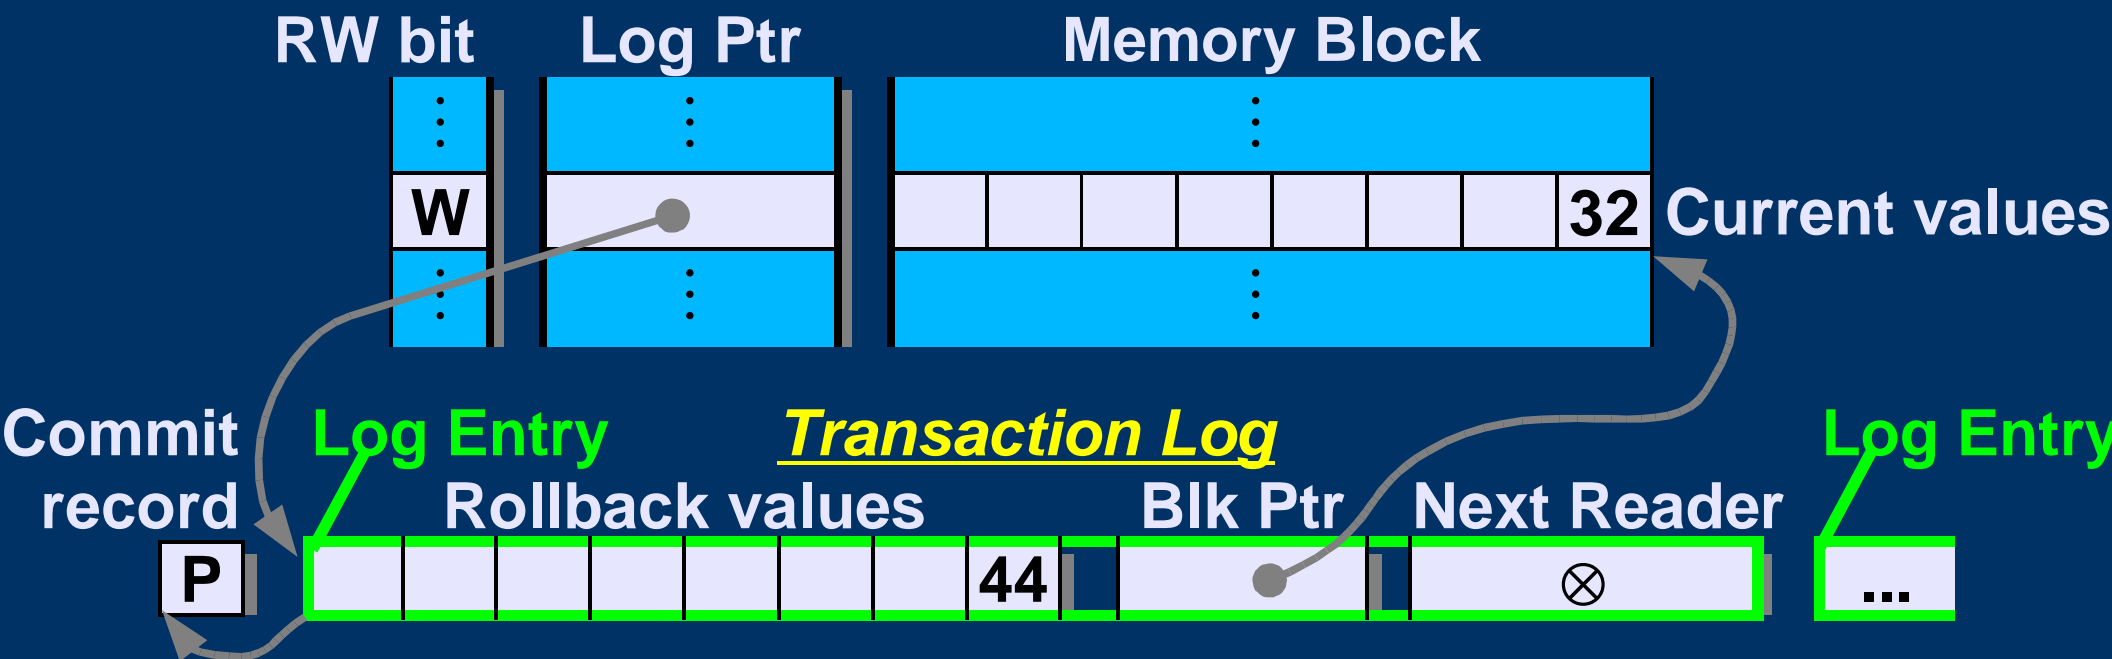 RW bit Log Ptr Memory Block
W 32 Current values
Commit record
Log Entry Transaction Log Log Entry
Rollback values Blk Ptr Next Reader
P 44 ...